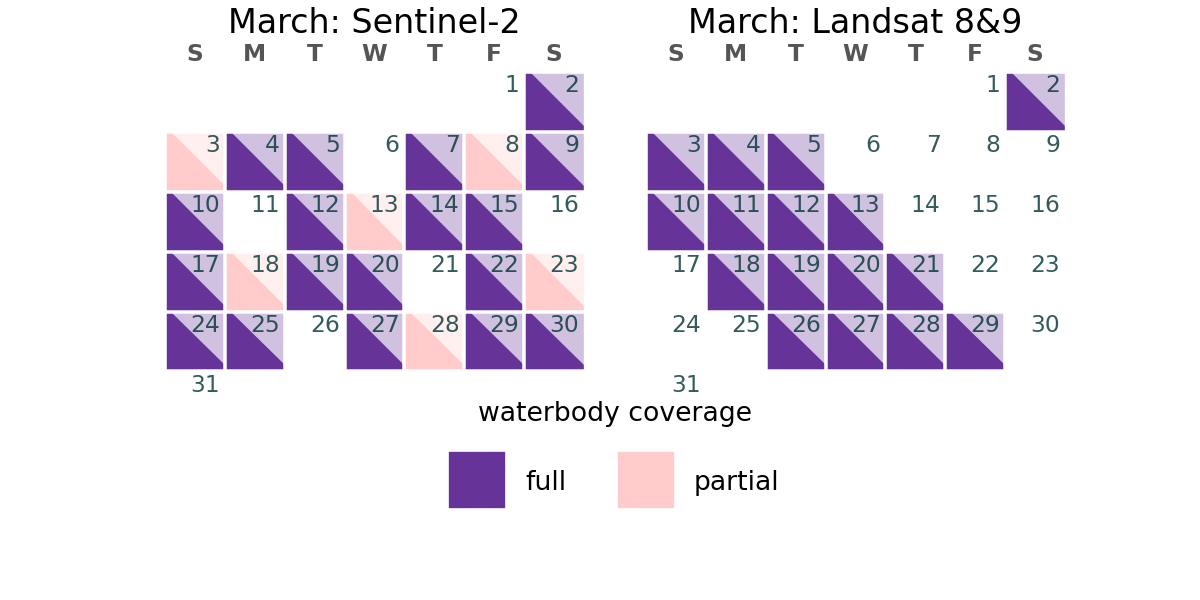 March: Sentinel-2
S M T W T F S
1 2
3 4 5 6 7 8 9
10 11 12 13 14 15 16
17 18 19 20 21 22 23
24 25 26 27 28 29 30
31
March: Landsat 8&9
S M T W T F S
1 2
3 4 5 6 7 8 9
10 11 12 13 14 15 16
17 18 19 20 21 22 23
24 25 26 27 28 29 30
31
waterbody coverage
full
partial